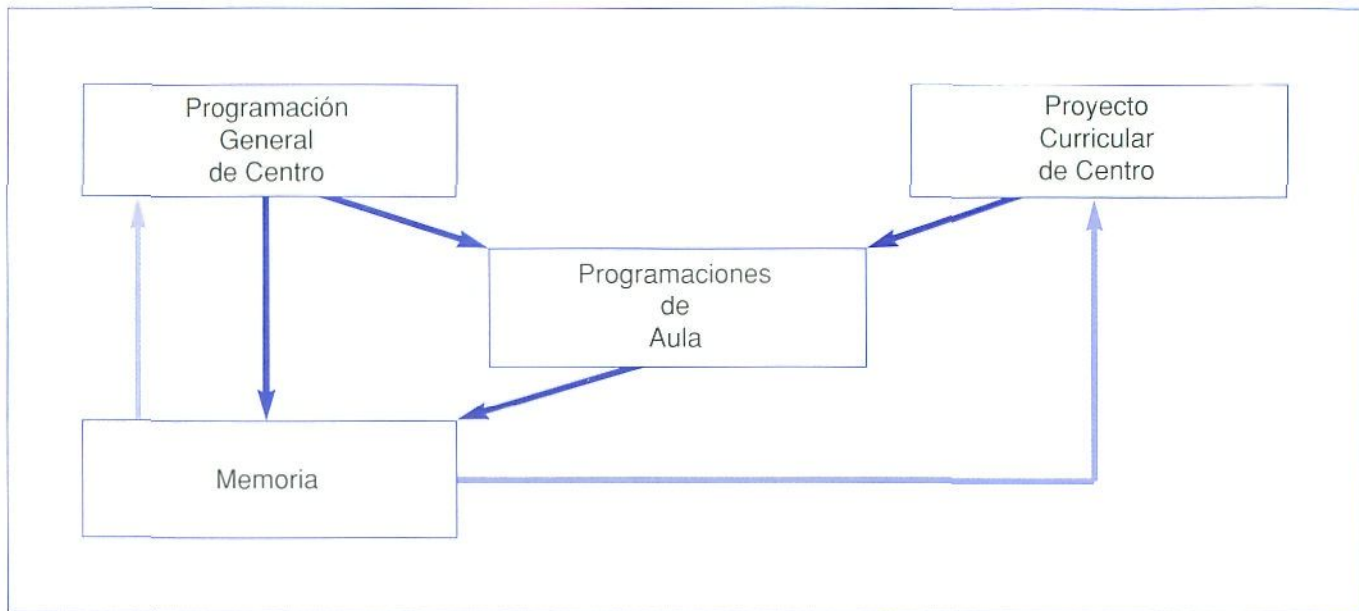 Programación
General
de Centro
Proyecto
Curricular
de Centro
Programaciones
de
Aula
Memoria